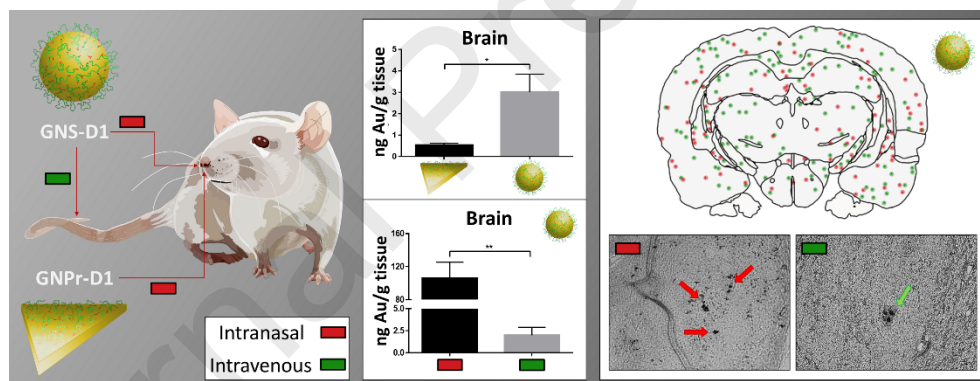 GNS-D1
GNPr-D1
Intranasal
Intravenous
Brain
ng Au/g tissue
5
4
3
2
1
0
*
Brain
ng Au/g tissue
160
120
80
5.0
2.5
0.0
**